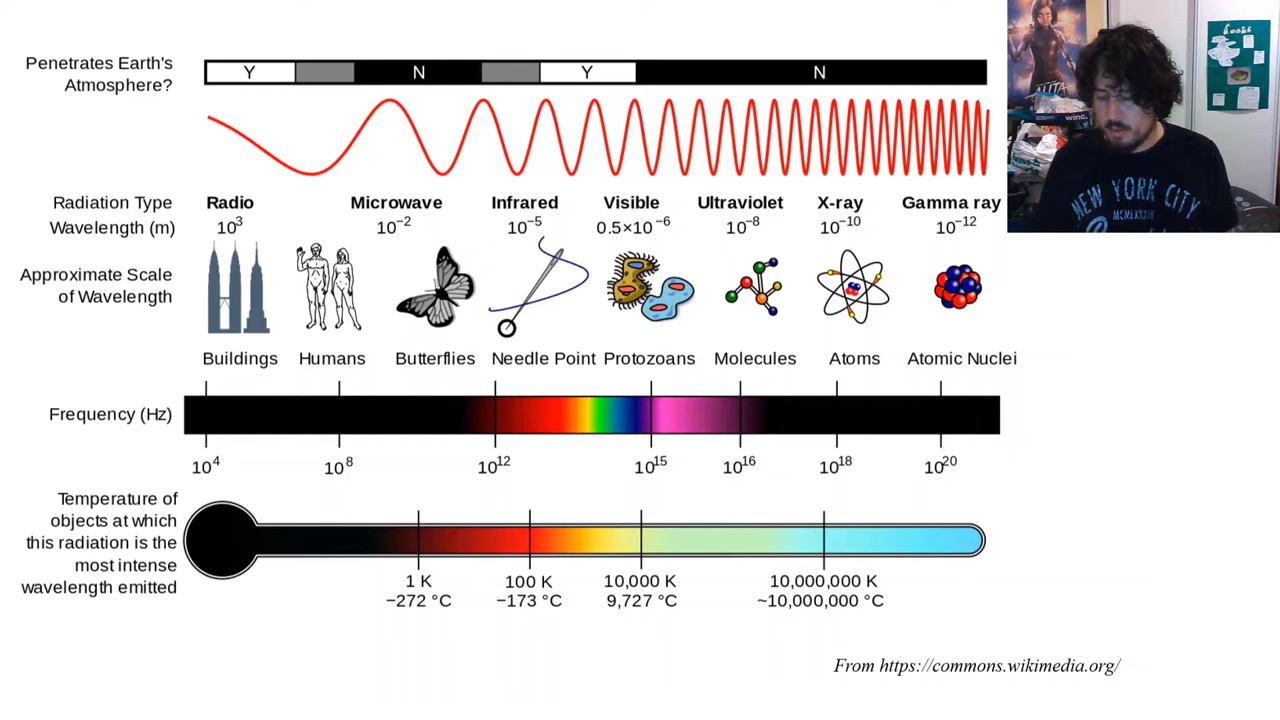 Penetrates Earth's
Atmosphere?
Y N Y N
Radiation Type
Radio Microwave Infrared Visible Ultraviolet X-ray Gamma ray
Wavelength (m)
10³ 10⁻² 10⁻⁵ 0.5×10⁻⁶ 10⁻⁸ 10⁻¹⁰ 10⁻¹²
Approximate Scale
of Wavelength
Buildings Humans Butterflies Needle Point Protozoans Molecules Atoms Atomic Nuclei
Frequency (Hz)
10⁴ 10⁸ 10¹² 10¹⁵ 10¹⁶ 10¹⁸ 10²⁰
Temperature of
objects at which
this radiation is the
most intense
wavelength emitted
1 K 100 K 10,000 K 10,000,000 K
−272 °C −173 °C 9,727 °C ~10,000,000 °C
From https://commons.wikimedia.org/
ALITA
winc.
NEW YORK CITY